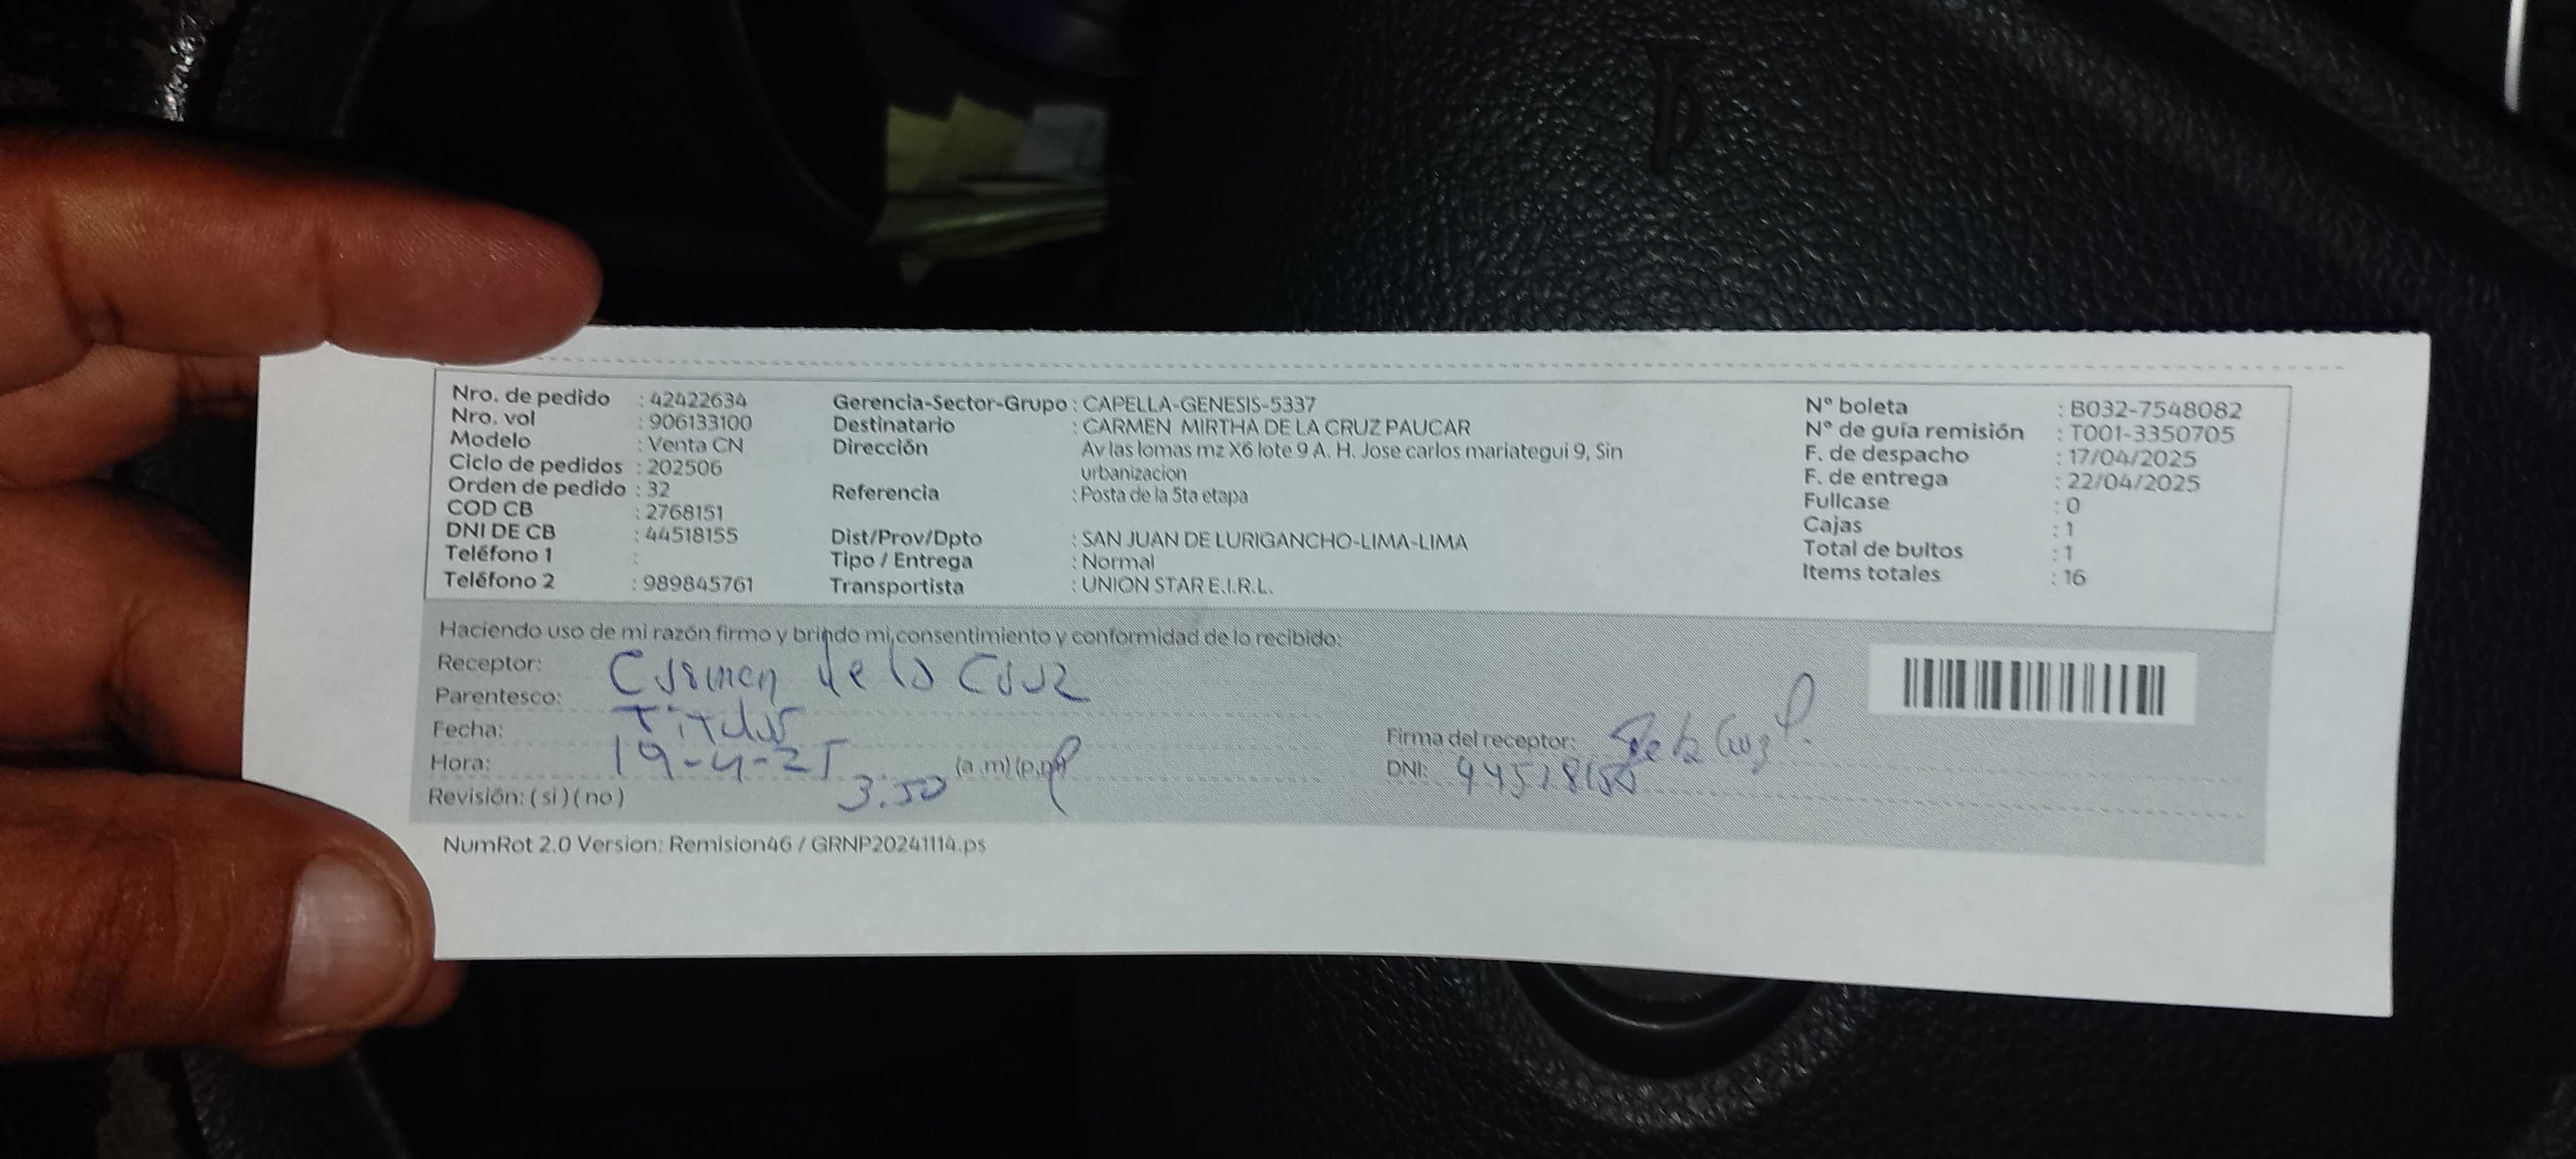 Nro. de pedido : 42422634
Nro. vol : 906133100
Modelo : Venta CN
Ciclo de pedidos : 202506
Orden de pedido : 32
COD CB : 2768151
DNI DE CB : 44518155
Teléfono 1 :
Teléfono 2 : 989845761
Gerencia-Sector-Grupo : CAPELLA-GENESIS-5337
Destinatario : CARMEN MIRTHA DE LA CRUZ PAUCAR
Dirección Av las lomas mz X6 lote 9 A. H. Jose carlos mariategui 9, Sin
urbanizacion
Referencia : Posta de la 5ta etapa
Dist/Prov/Dpto : SAN JUAN DE LURIGANCHO-LIMA-LIMA
Tipo / Entrega : Normal
Transportista : UNION STAR E.I.R.L.
N° boleta : B032-7548082
N° de guía remisión : T001-3350705
F. de despacho : 17/04/2025
F. de entrega : 22/04/2025
Fullcase : 0
Cajas : 1
Total de bultos : 1
Items totales : 16
Haciendo uso de mi razón firmo y brindo mi consentimiento y conformidad de lo recibido:
Receptor: Carmen de la Cruz
Parentesco: Titular
Fecha: 19-4-25
Hora: 3:50 (a.m) (p.m)
Revisión: ( si ) ( no )
Firma del receptor: De la Cruz P.
DNI: 44518155
NumRot 2.0 Version: Remision46 / GRNP20241114.ps